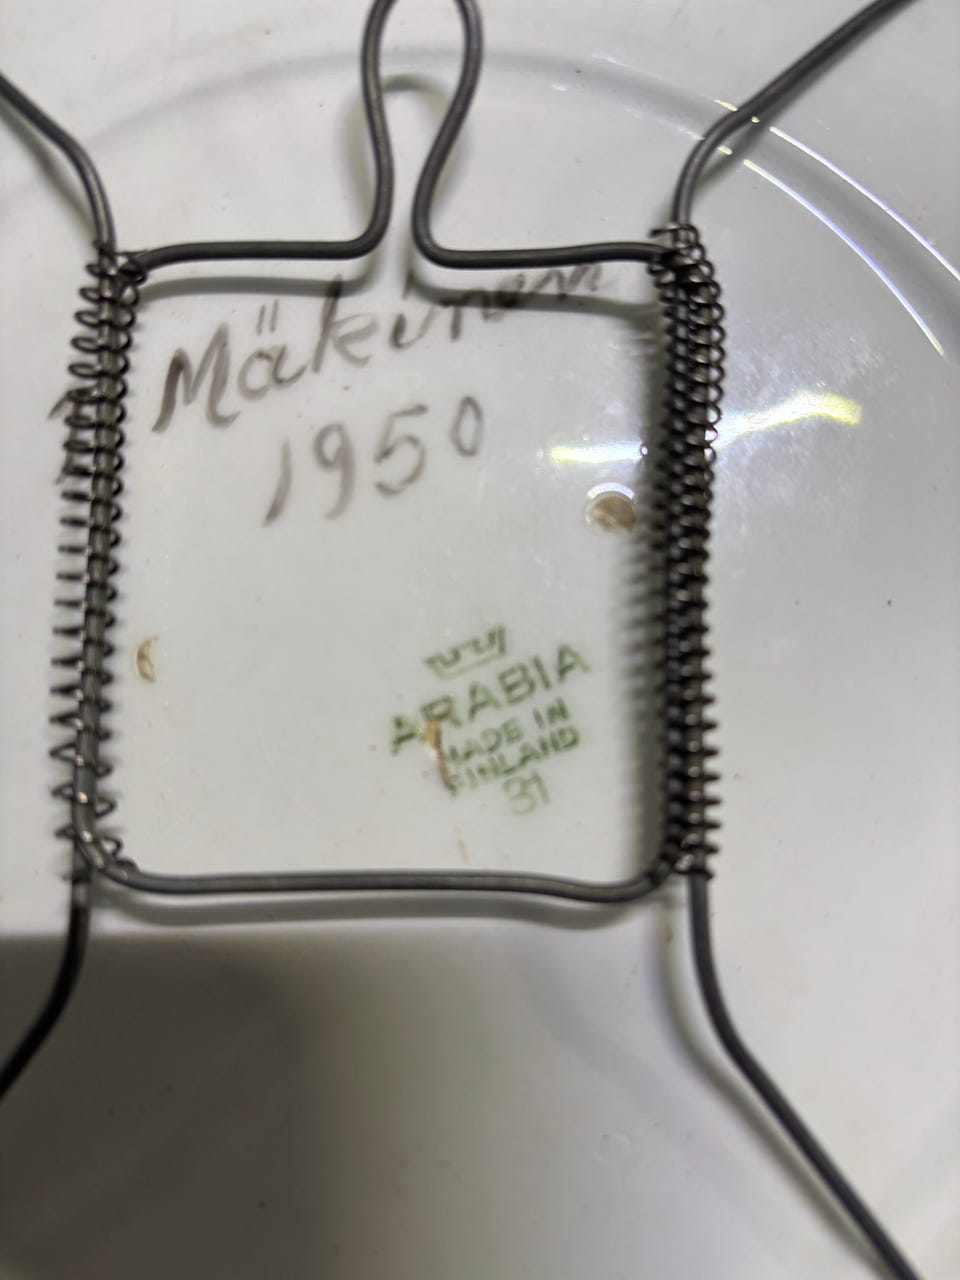 Mäkinen
1950
ARABIA
MADE IN
FINLAND
31